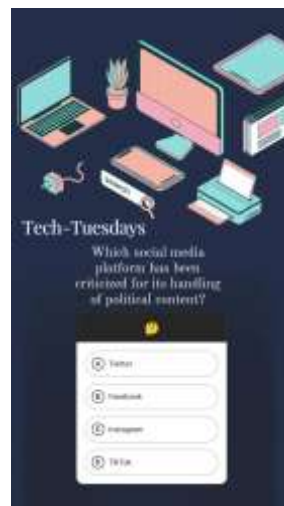 search
Tech-Tuesdays
Which social media
platform has been
criticized for its handling
of political content?
A Twitter
B Facebook
C Instagram
D TikTok